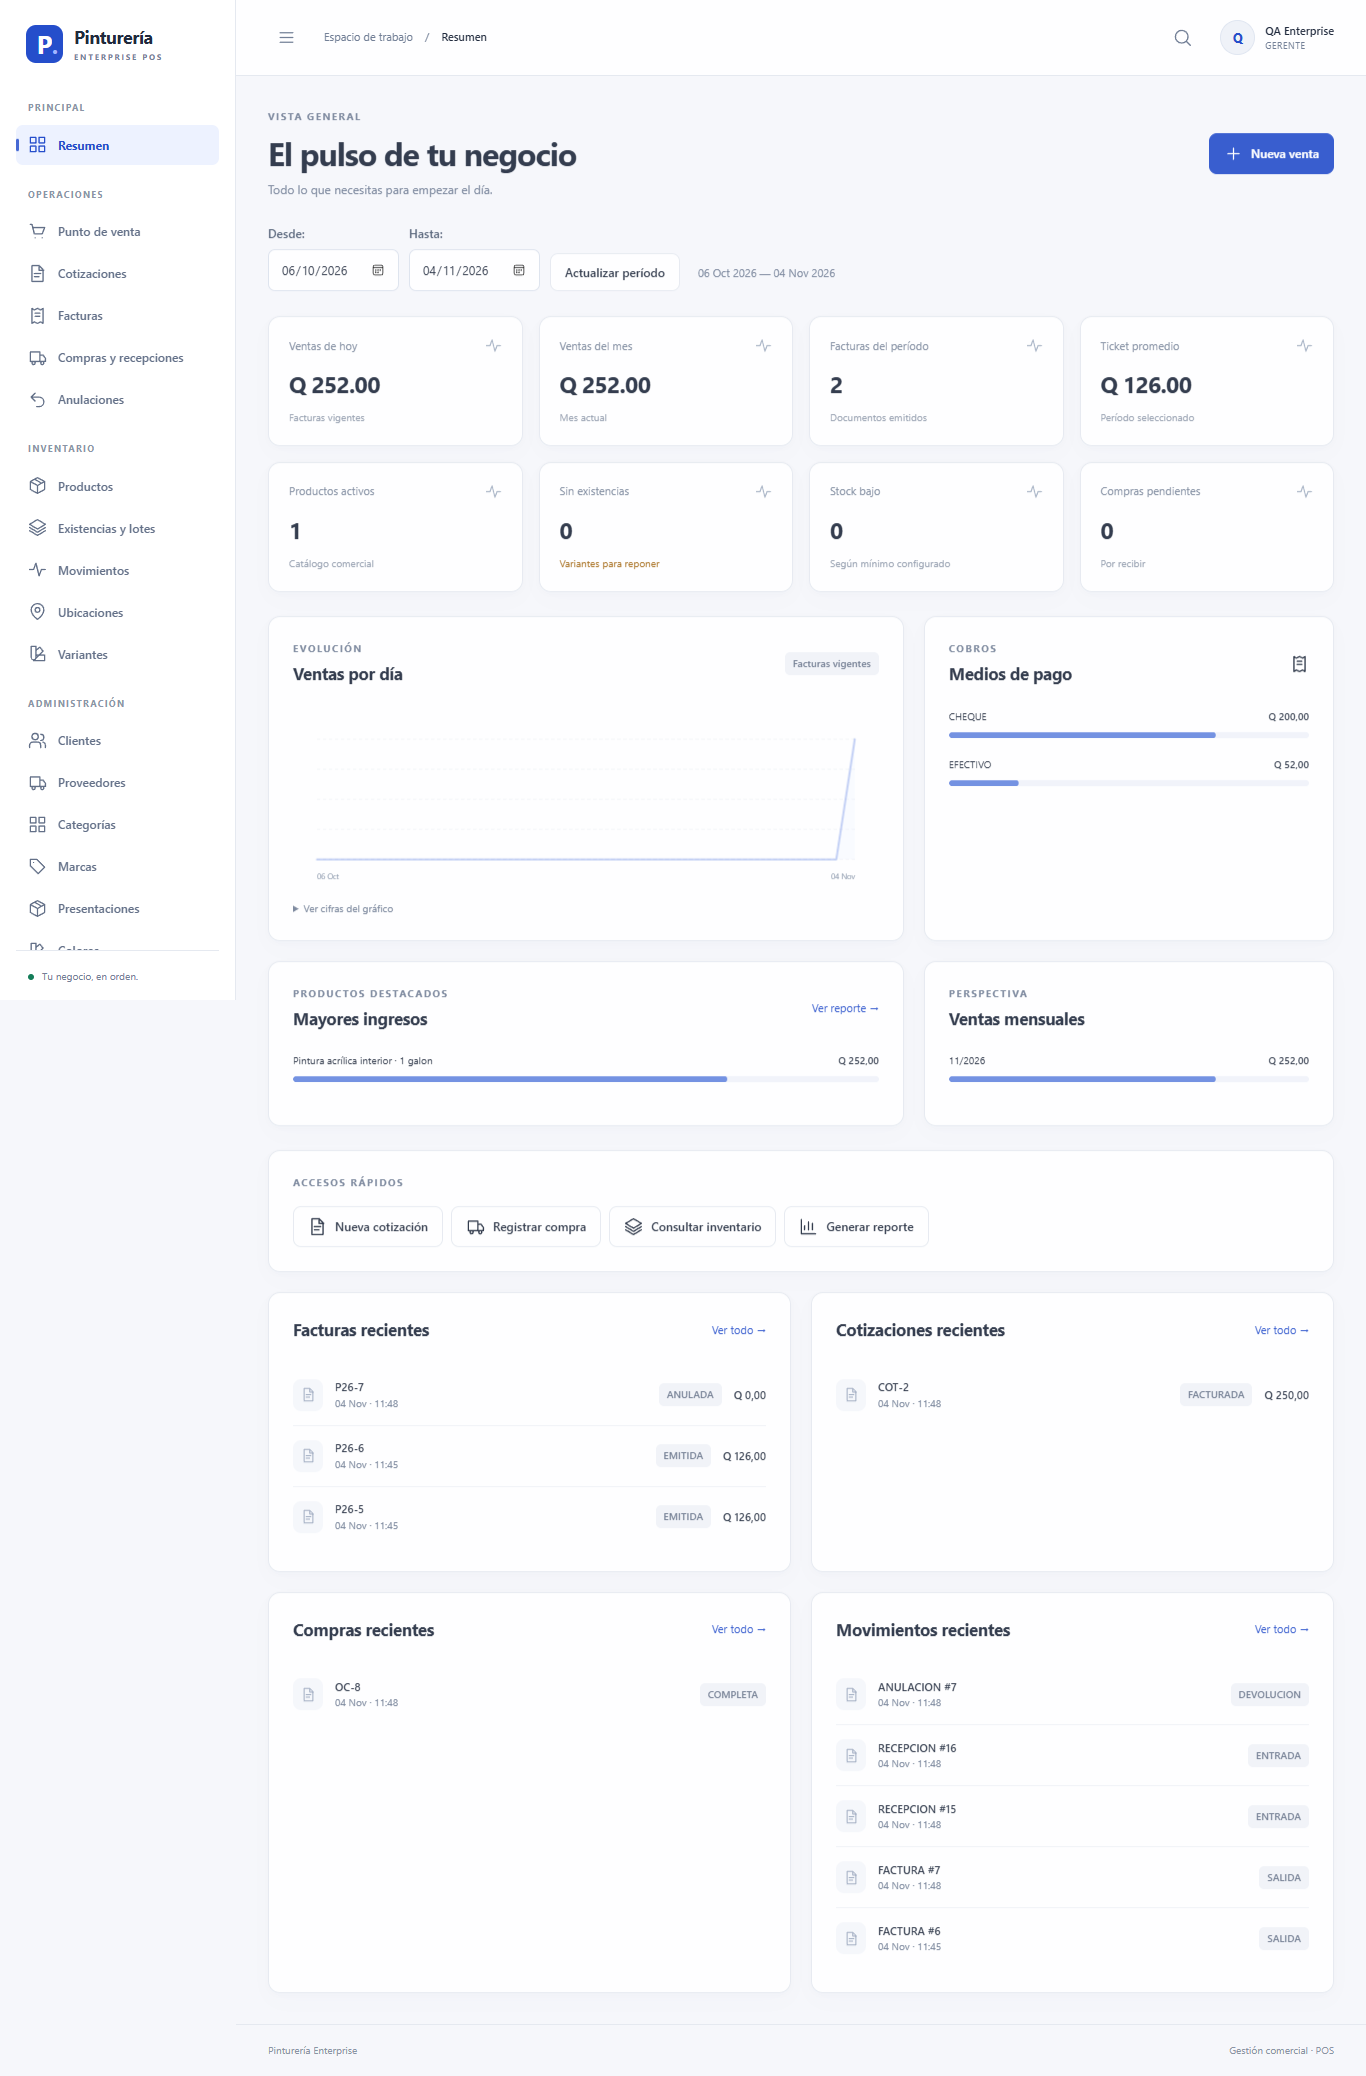 P.
Pinturería
ENTERPRISE POS
PRINCIPAL
Resumen
OPERACIONES
Punto de venta
Cotizaciones
Facturas
Compras y recepciones
Anulaciones
INVENTARIO
Productos
Existencias y lotes
Movimientos
Ubicaciones
Variantes
ADMINISTRACIÓN
Clientes
Proveedores
Categorías
Marcas
Presentaciones
Tu negocio, en orden.
Espacio de trabajo / Resumen
Q
QA Enterprise
GERENTE
VISTA GENERAL
El pulso de tu negocio
Todo lo que necesitas para empezar el día.
Nueva venta
Desde:
Hasta:
06/10/2026
04/11/2026
Actualizar período
06 Oct 2026 — 04 Nov 2026
Ventas de hoy
Q 252.00
Facturas vigentes
Ventas del mes
Q 252.00
Mes actual
Facturas del período
2
Documentos emitidos
Ticket promedio
Q 126.00
Período seleccionado
Productos activos
1
Catálogo comercial
Sin existencias
0
Variantes para reponer
Stock bajo
0
Según mínimo configurado
Compras pendientes
0
Por recibir
EVOLUCIÓN
Ventas por día
Facturas vigentes
06 Oct
04 Nov
Ver cifras del gráfico
COBROS
Medios de pago
CHEQUE Q 200,00
EFECTIVO Q 52,00
PRODUCTOS DESTACADOS
Mayores ingresos
Ver reporte →
Pintura acrílica interior · 1 galon Q 252,00
PERSPECTIVA
Ventas mensuales
11/2026 Q 252,00
ACCESOS RÁPIDOS
Nueva cotización
Registrar compra
Consultar inventario
Generar reporte
Facturas recientes
Ver todo →
P26-7
04 Nov · 11:48
ANULADA Q 0,00
P26-6
04 Nov · 11:45
EMITIDA Q 126,00
P26-5
04 Nov · 11:45
EMITIDA Q 126,00
Cotizaciones recientes
Ver todo →
COT-2
04 Nov · 11:48
FACTURADA Q 250,00
Compras recientes
Ver todo →
OC-8
04 Nov · 11:48
COMPLETA
Movimientos recientes
Ver todo →
ANULACION #7
04 Nov · 11:48
DEVOLUCION
RECEPCION #16
04 Nov · 11:48
ENTRADA
RECEPCION #15
04 Nov · 11:48
ENTRADA
FACTURA #7
04 Nov · 11:48
SALIDA
FACTURA #6
04 Nov · 11:45
SALIDA
Pinturería Enterprise
Gestión comercial · POS